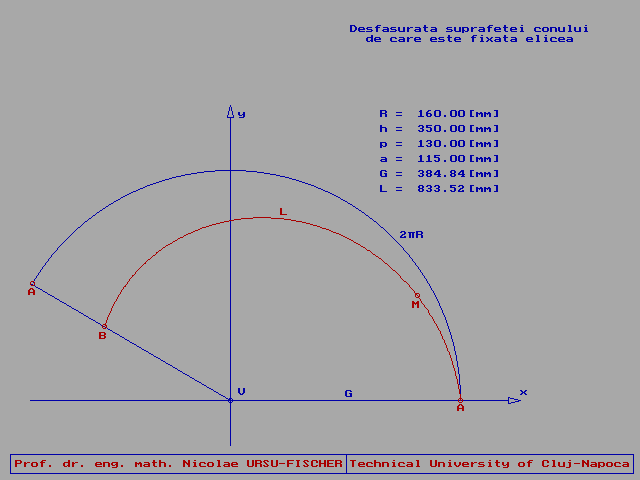 Desfasurata suprafetei conului
de care este fixata elicea
y
R = 160.00[mm]
h = 350.00[mm]
p = 130.00[mm]
a = 115.00[mm]
G = 384.84[mm]
L = 833.52[mm]
L
2πR
A
M
B
V
G
x
A
Prof. dr. eng. math. Nicolae URSU-FISCHER
Technical University of Cluj-Napoca